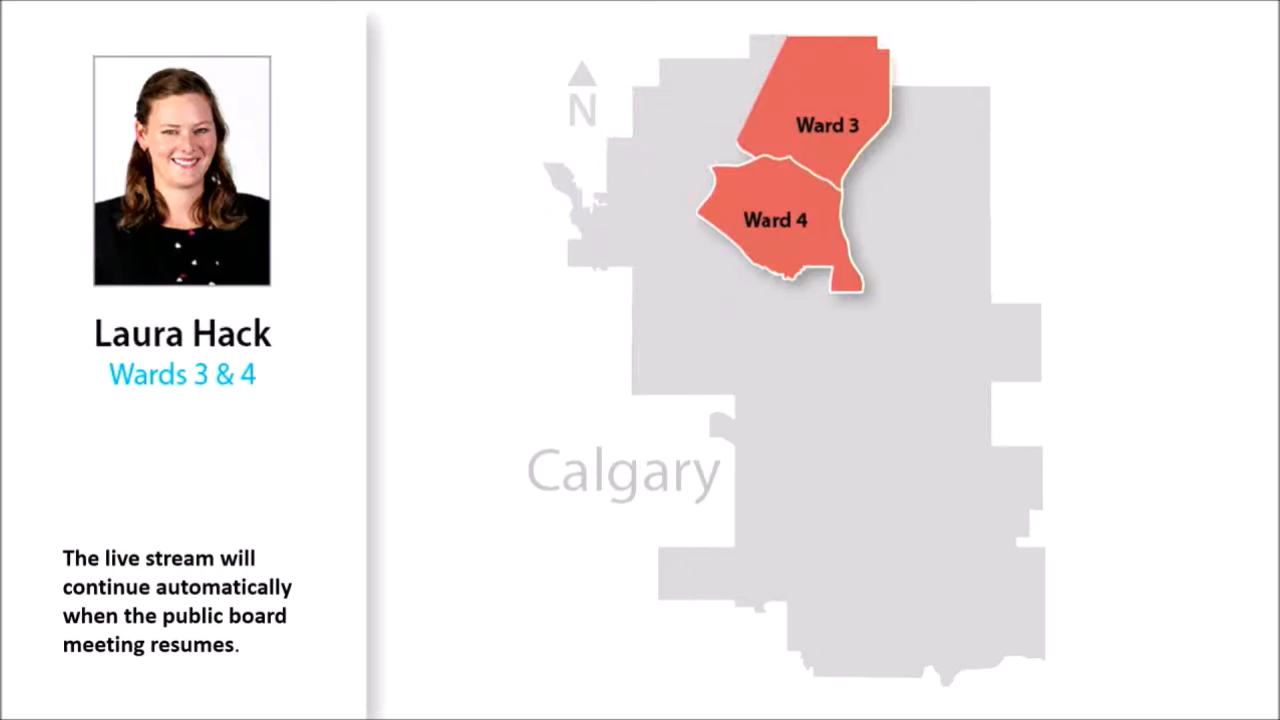 Laura Hack
Wards 3 & 4
The live stream will
continue automatically
when the public board
meeting resumes.
N
Ward 3
Ward 4
Calgary